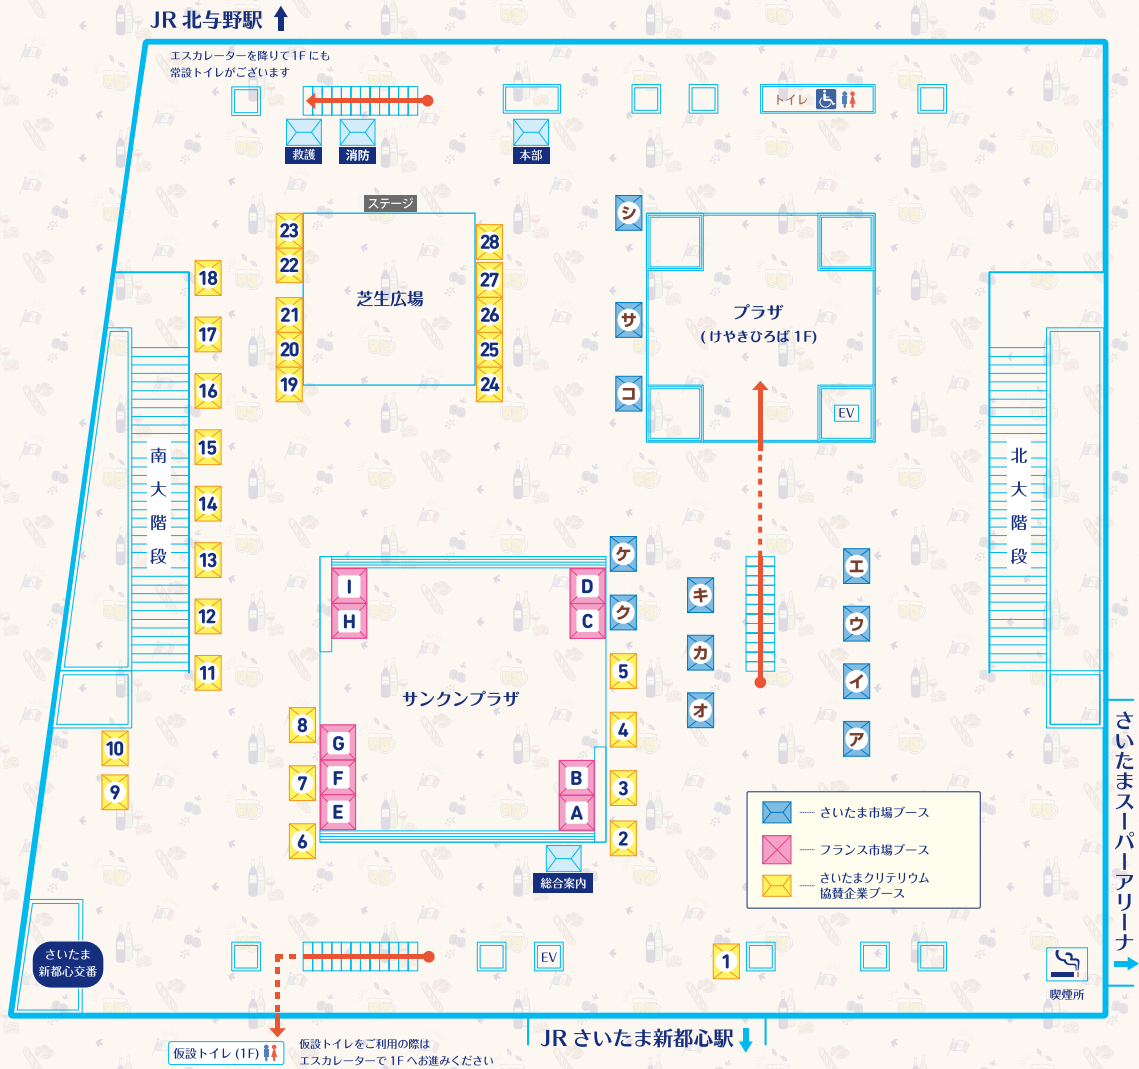 JR 北与野駅
エスカレーターを降りて1Fにも
常設トイレがございます
トイレ
救護
消防
本部
ステージ
シ
23
28
22
27
18
芝生広場
プラザ
(けやきひろば 1F)
21
26
サ
17
20
25
19
24
コ
16
EV
15
南大階段
北大階段
14
13
ケ
エ
I
D
キ
12
H
C
ク
ウ
11
5
カ
イ
サンクンプラザ
オ
8
4
ア
G
10
7
F
B
3
9
E
A
6
2
さいたま市場ブース
フランス市場ブース
さいたまクリテリウム
協賛企業ブース
総合案内
さいたまスーパーアリーナ
さいたま
新都心交番
EV
1
喫煙所
仮設トイレ(1F)
仮設トイレをご利用の際は
エスカレーターで 1F へお進みください
JR さいたま新都心駅